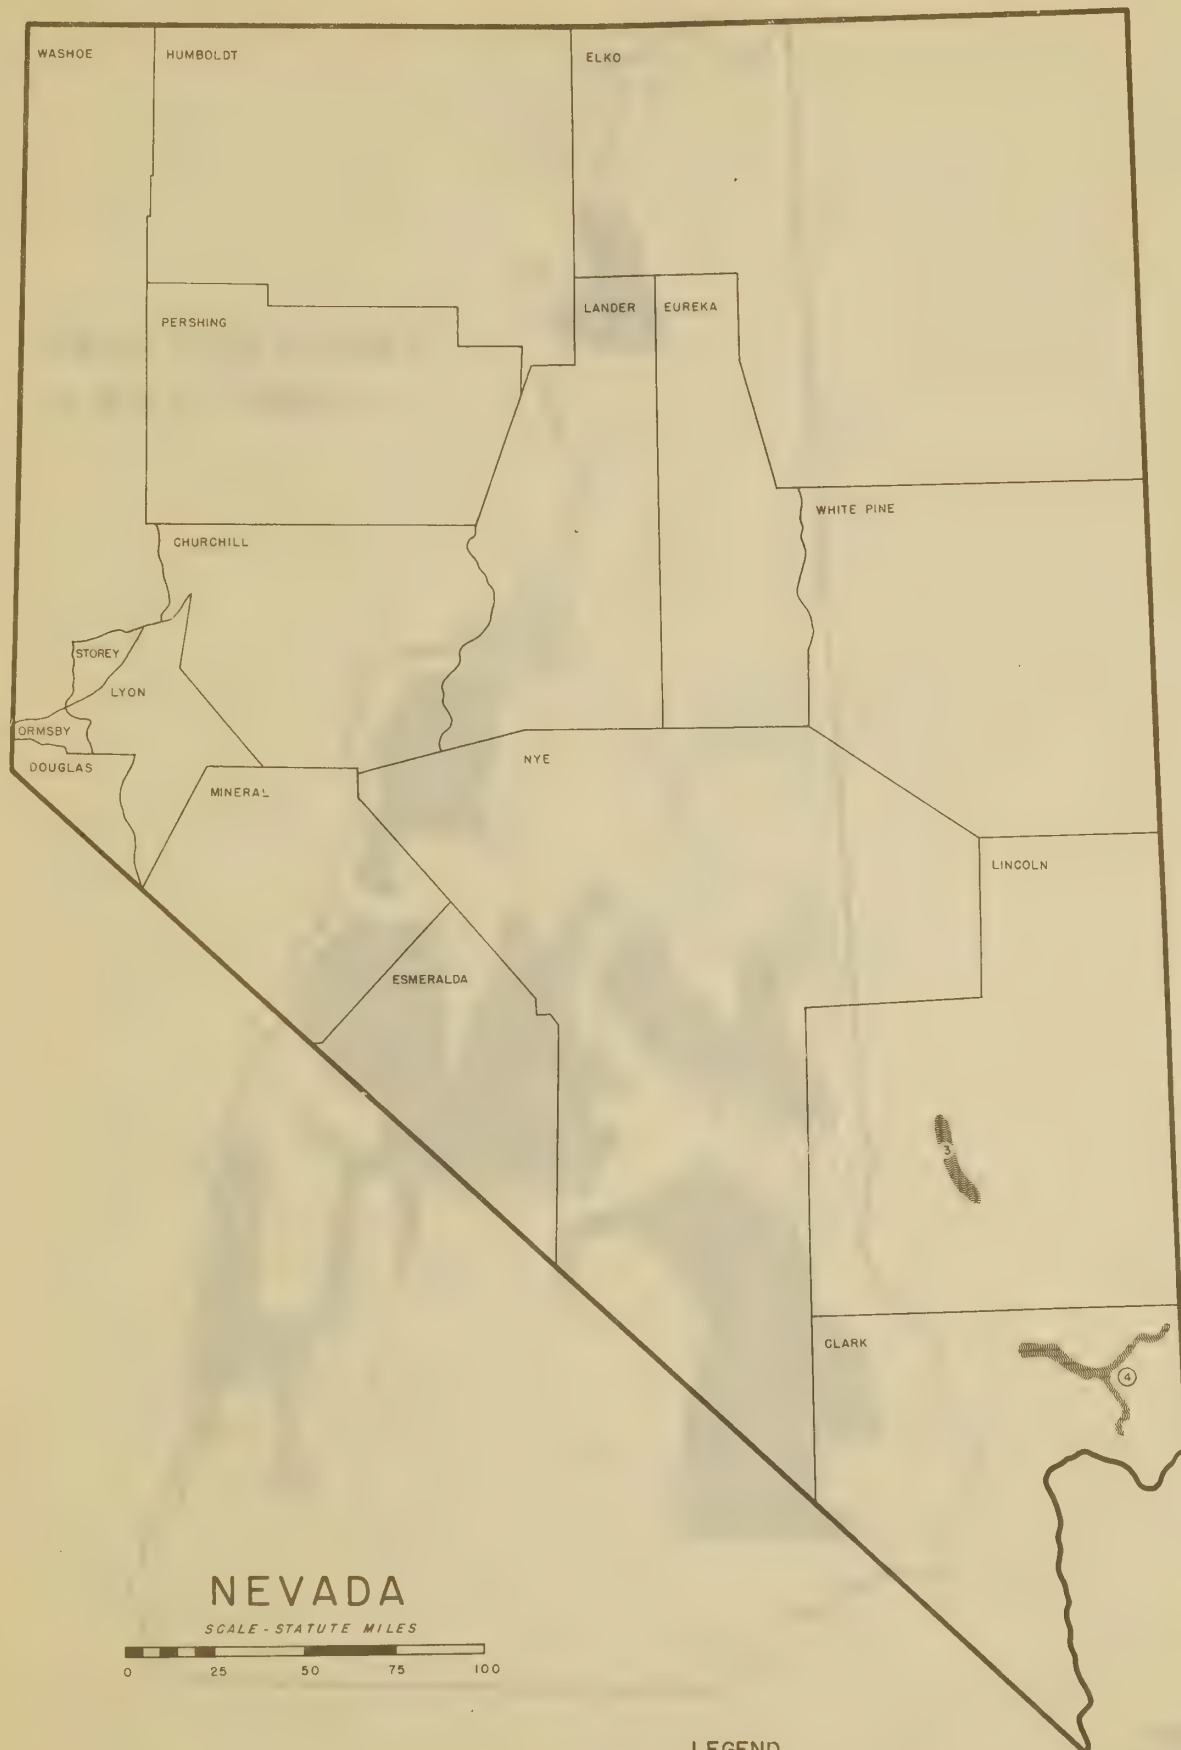 WASHOE
HUMBOLDT
ELKO
LANDER
EUREKA
PERSHING
WHITE PINE
CHURCHILL
STOREY
LYON
ORMSBY
DOUGLAS
NYE
MINERAL
LINCOLN
ESMERALDA
3
CLARK
4
NEVADA
SCALE - STATUTE MILES
0 25 50 75 100
LEGEND